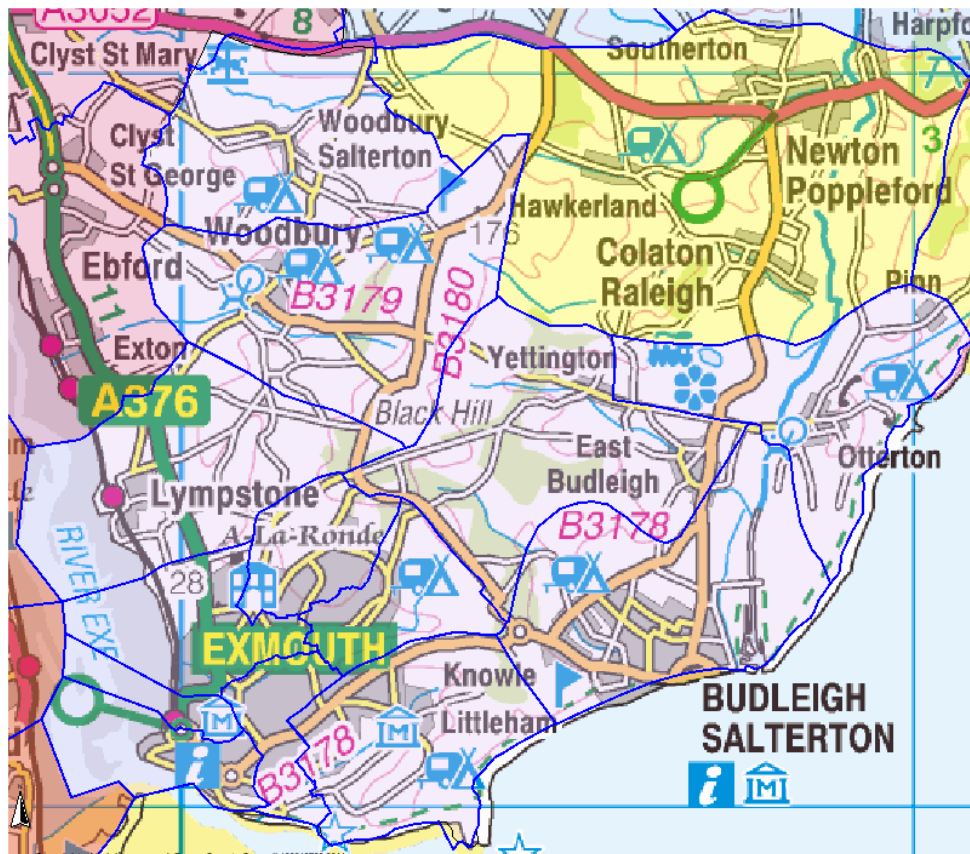 A3052
8
Harpfo
Clyst St Mary
Southerton
7
Clyst
St George
Woodbury
Salterton
3
Newton
Poppleford
Hawkerland
Woodbury
176
Colaton
Raleigh
Ebford
Pinn
11
B3179
B3180
Exton
Yettington
A376
Black Hill
East
Budleigh
Otterton
Lympstone
A-La-Ronde
B3178
RIVER EXE
28
EXMOUTH
Knowle
Littleham
BUDLEIGH
SALTERTON
M
M
B3178
i
i
M